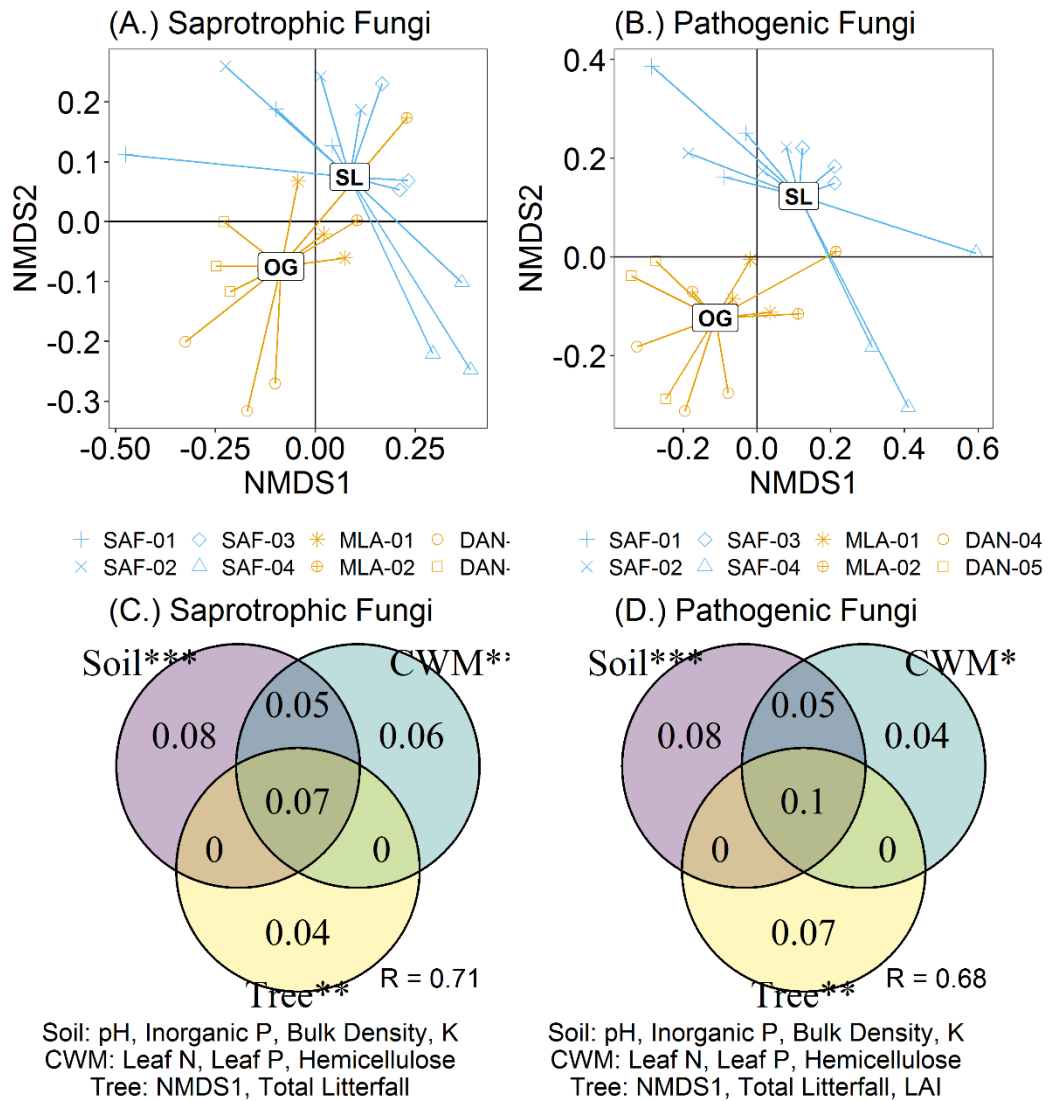 (A.) Saprotrophic Fungi
NMDS2
0.2
0.1
0.0
-0.1
-0.2
-0.3
SL
OG
-0.50 -0.25 0.00 0.25
NMDS1
SAF-01 SAF-03 MLA-01 DAN-
SAF-02 SAF-04 MLA-02 DAN-
(B.) Pathogenic Fungi
NMDS2
0.4
0.2
0.0
-0.2
SL
OG
-0.2 0.0 0.2 0.4 0.6
NMDS1
SAF-01 SAF-03 MLA-01 DAN-04
SAF-02 SAF-04 MLA-02 DAN-05
(C.) Saprotrophic Fungi
Soil*** CWM**
0.05
0.08 0.06
0.07
0 0
0.04
R = 0.71
Tree**
Soil: pH, Inorganic P, Bulk Density, K
CWM: Leaf N, Leaf P, Hemicellulose
Tree: NMDS1, Total Litterfall
(D.) Pathogenic Fungi
Soil*** CWM*
0.05
0.08 0.04
0.1
0 0
0.07
R = 0.68
Tree**
Soil: pH, Inorganic P, Bulk Density, K
CWM: Leaf N, Leaf P, Hemicellulose
Tree: NMDS1, Total Litterfall, LAI